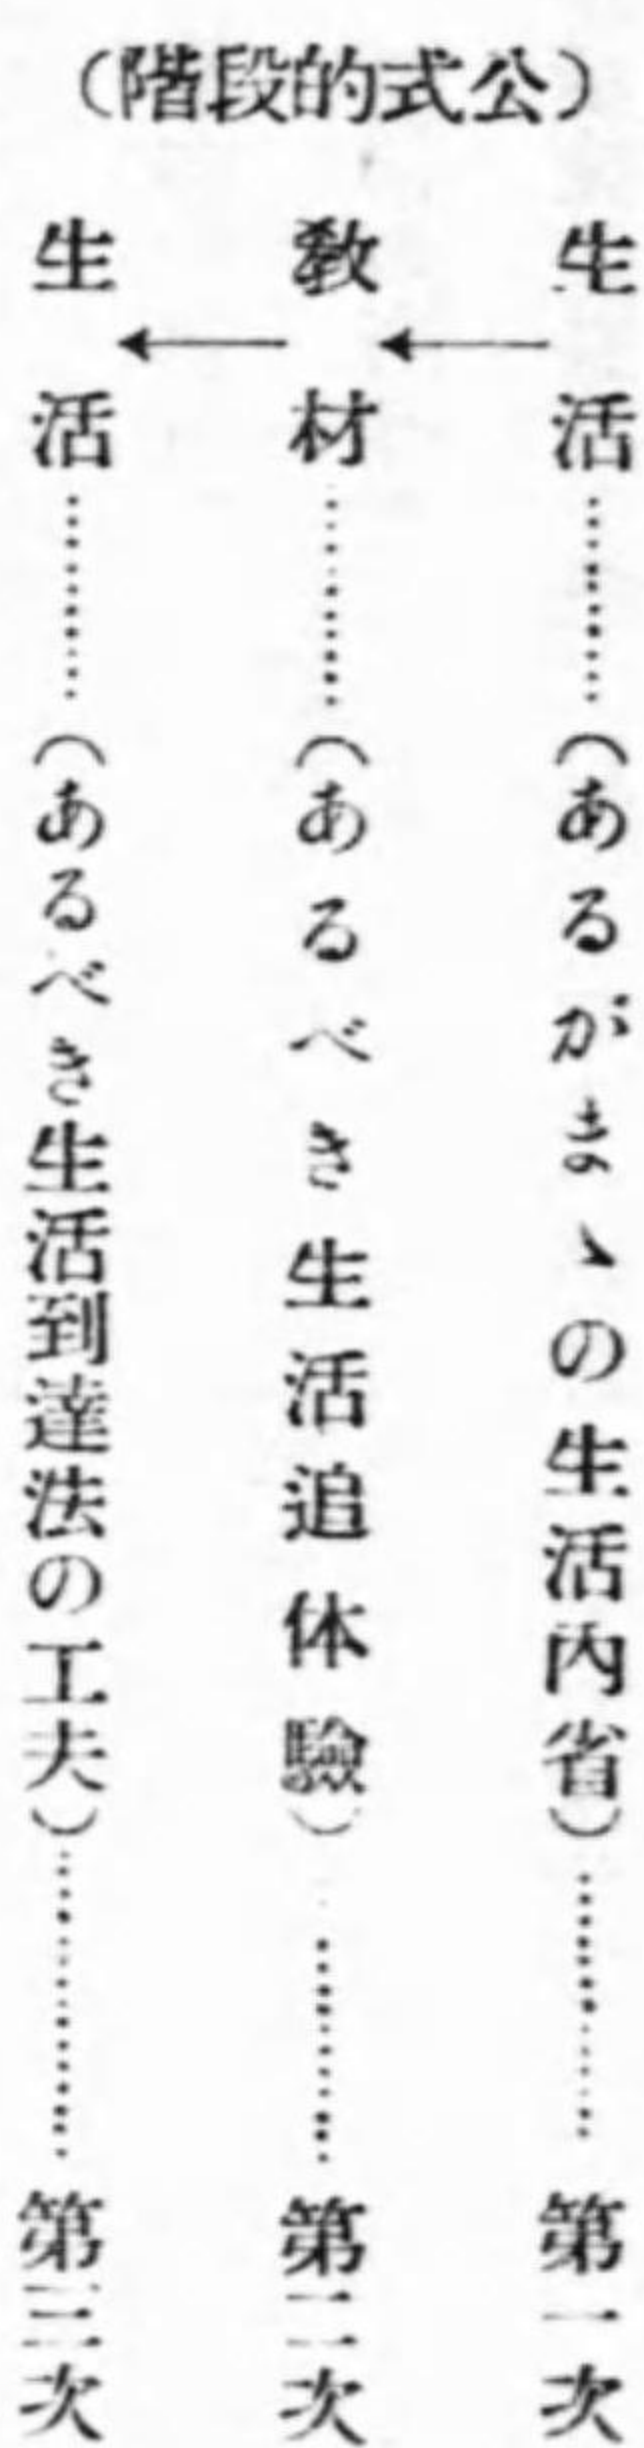 （公式的段階）
生活…………（あるがまゝの生活內省）…………第一次
敎材…………（あるべき生活追体驗）…………第二次
生活…………（あるべき生活到達法の工夫）…………第三次